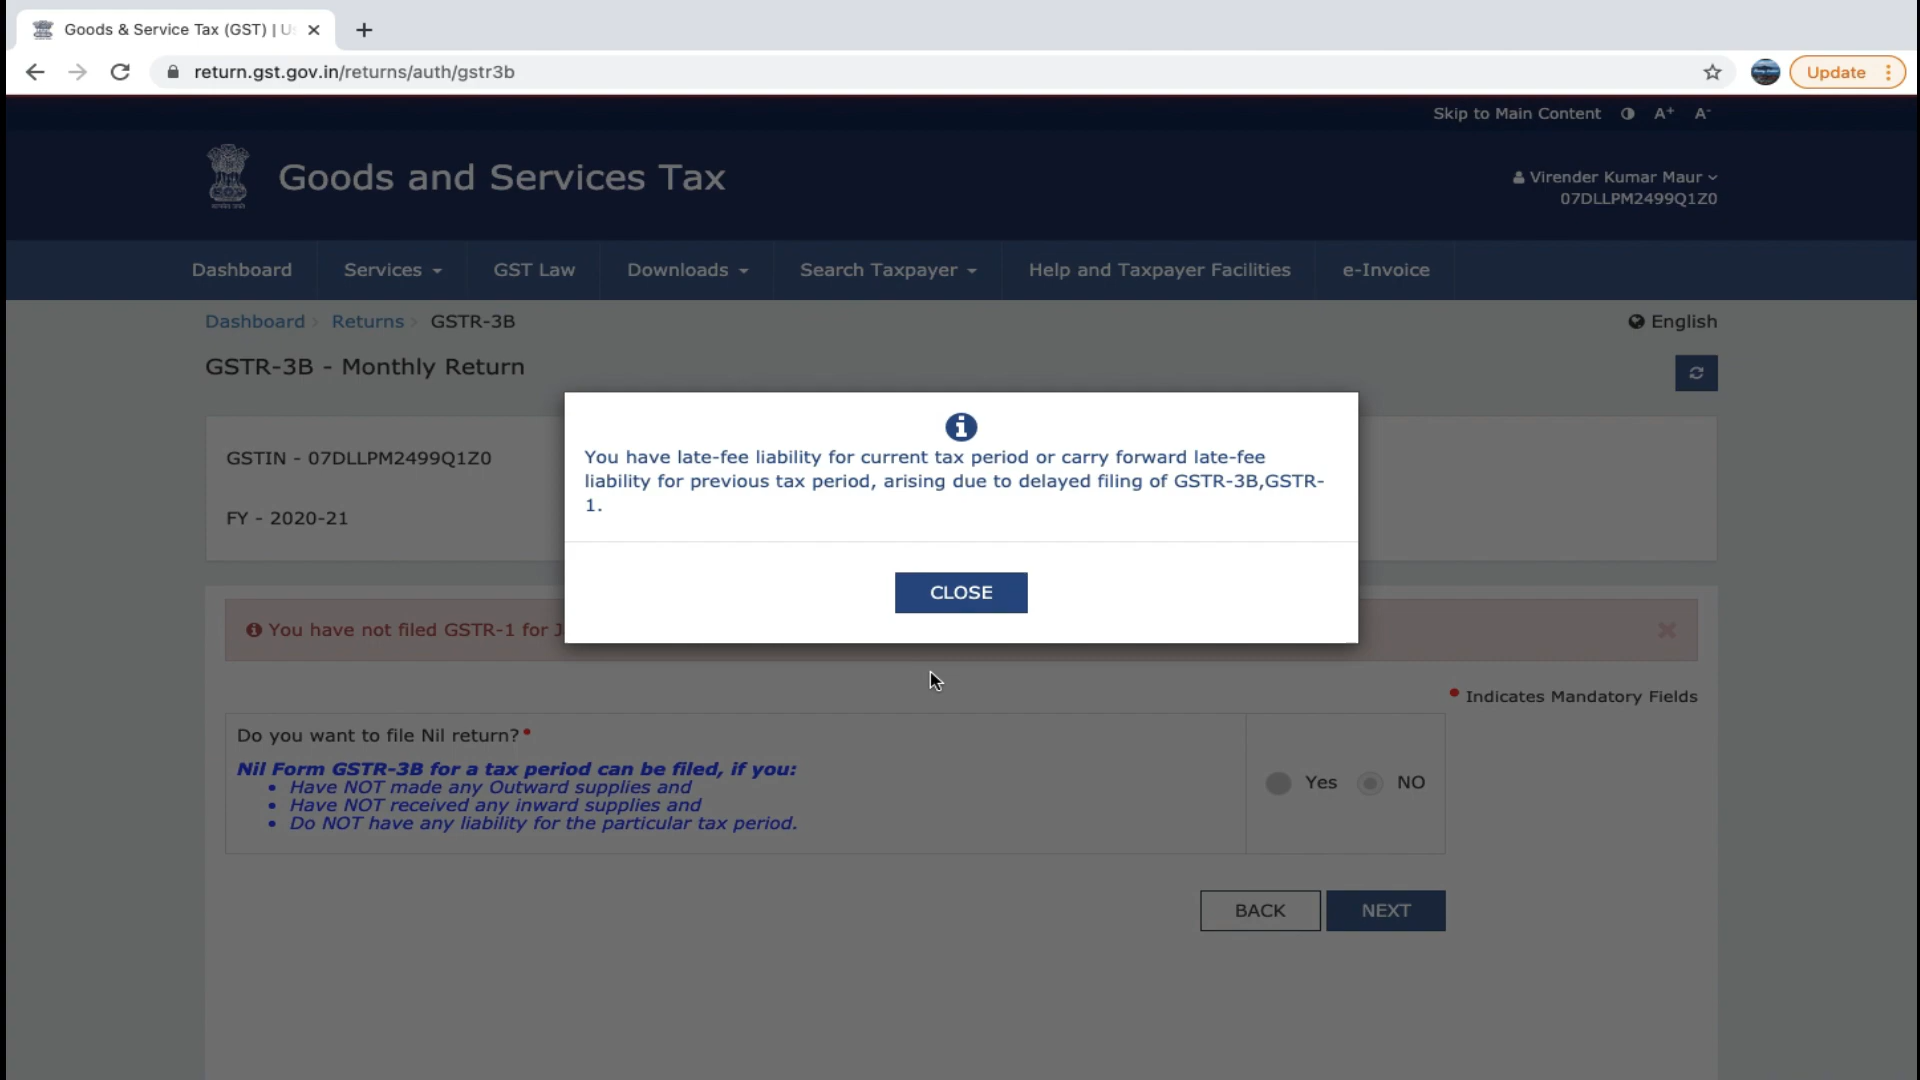 Goods & Service Tax (GST) | U
return.gst.gov.in/returns/auth/gstr3b
Update
Skip to Main Content A+ A-
Goods and Services Tax
Virender Kumar Maur
07DLLPM2499Q1Z0
Dashboard Services GST Law Downloads Search Taxpayer Help and Taxpayer Facilities e-Invoice
Dashboard Returns GSTR-3B
English
GSTR-3B - Monthly Return
GSTIN - 07DLLPM2499Q1Z0
FY - 2020-21
You have late-fee liability for current tax period or carry forward late-fee
liability for previous tax period, arising due to delayed filing of GSTR-3B,GSTR-
1.
CLOSE
You have not filed GSTR-1 for J
• Indicates Mandatory Fields
Do you want to file Nil return?•
Nil Form GSTR-3B for a tax period can be filed, if you:
• Have NOT made any Outward supplies and
• Have NOT received any inward supplies and
• Do NOT have any liability for the particular tax period.
Yes NO
BACK NEXT